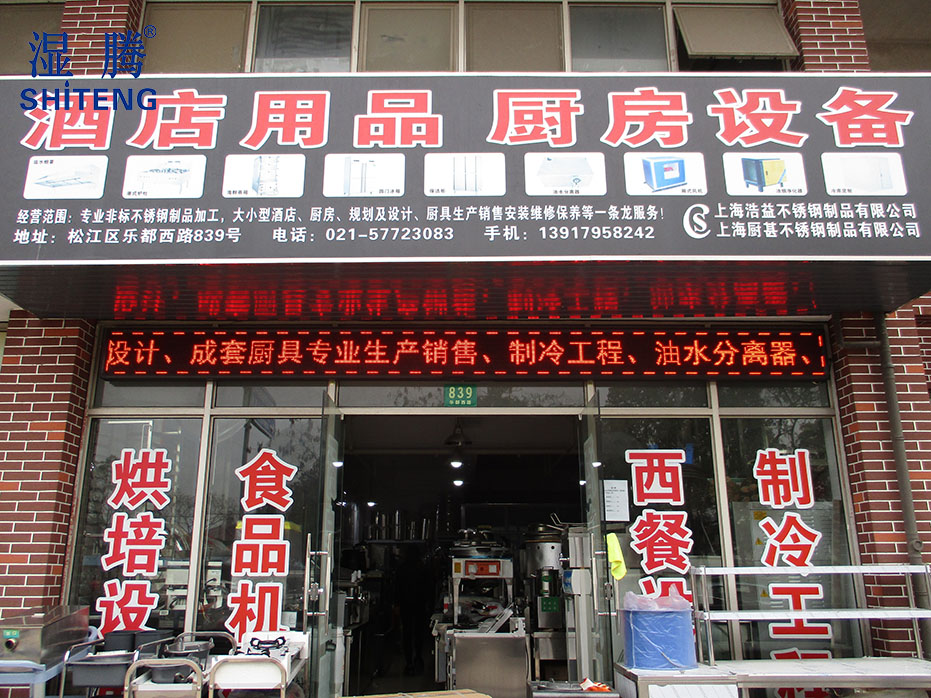 湿腾®
SHiTENG
酒店用品 厨房设备
油水分离器
经营范围：专业非标不锈钢制品加工，大小型酒店、厨房、规划及设计、厨具生产销售安装维修保养等一条龙服务！
地址：松江区乐都西路839号 电话：021-57723083 手机：13917958242
上海浩益不锈钢制品有限公司
上海厨甚不锈钢制品有限公司
设计、成套厨具专业生产销售、制冷工程、油水分离器、
839
烘培设
食品机
西餐设
制冷工程